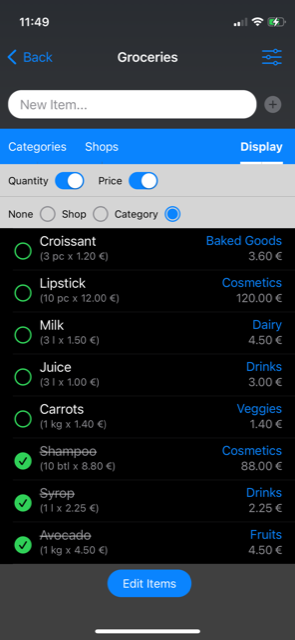 11:49
Back
Groceries
New Item...
Categories Shops Display
Quantity Price
None Shop Category
Croissant Baked Goods
(3 pc x 1.20 €) 3.60 €
Lipstick Cosmetics
(10 pc x 12.00 €) 120.00 €
Milk Dairy
(3 l x 1.50 €) 4.50 €
Juice Drinks
(3 l x 1.00 €) 3.00 €
Carrots Veggies
(1 kg x 1.40 €) 1.40 €
Shampoo Cosmetics
(10 btl x 8.80 €) 88.00 €
Syrop Drinks
(1 l x 2.25 €) 2.25 €
Avocado Fruits
(1 kg x 4.50 €) 4.50 €
Edit Items